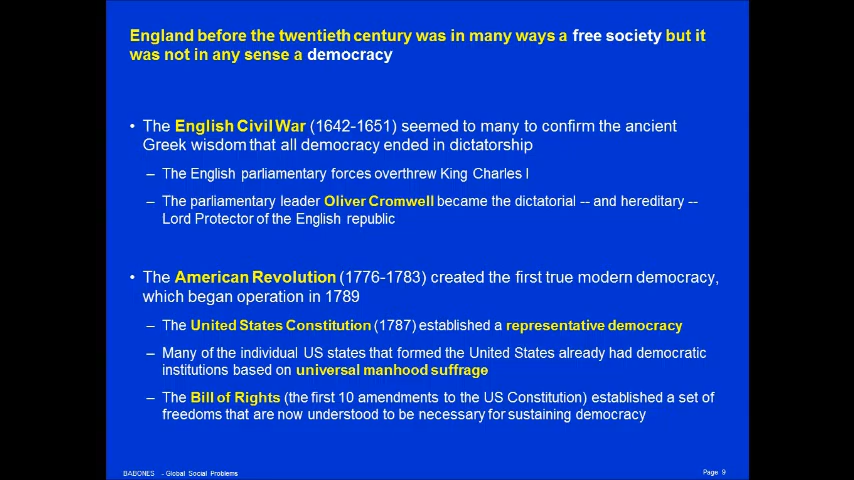 England before the twentieth century was in many ways a free society but it
was not in any sense a democracy
• The English Civil War (1642-1651) seemed to many to confirm the ancient
Greek wisdom that all democracy ended in dictatorship
– The English parliamentary forces overthrew King Charles I
– The parliamentary leader Oliver Cromwell became the dictatorial -- and hereditary --
Lord Protector of the English republic
• The American Revolution (1776-1783) created the first true modern democracy,
which began operation in 1789
– The United States Constitution (1787) established a representative democracy
– Many of the individual US states that formed the United States already had democratic
institutions based on universal manhood suffrage
– The Bill of Rights (the first 10 amendments to the US Constitution) established a set of
freedoms that are now understood to be necessary for sustaining democracy
BABONES - Global Social Problems
Page 9